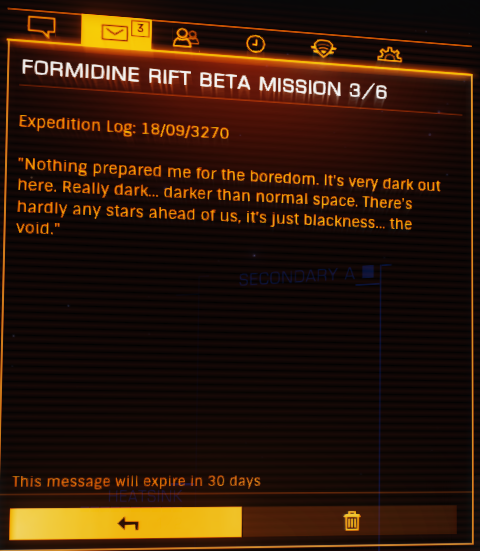 3
FORMIDINE RIFT BETA MISSION 3/6
Expedition Log: 18/09/3270
"Nothing prepared me for the boredom. It's very dark out
here. Really dark... darker than normal space. There's
hardly any stars ahead of us, it's just blackness... the
void."
SECONDARY A
This message will expire in 30 days
HEATSINK